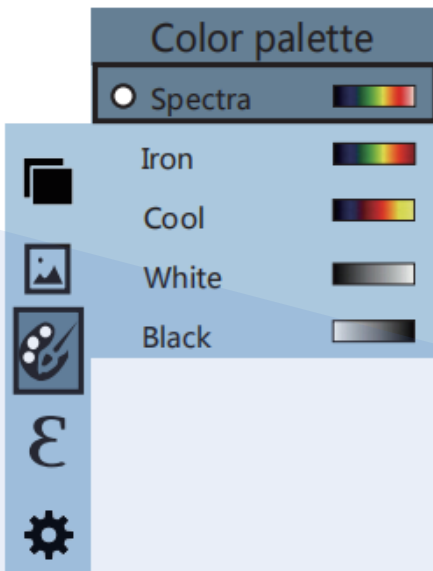 Color palette
Spectra
Iron
Cool
White
Black
ε